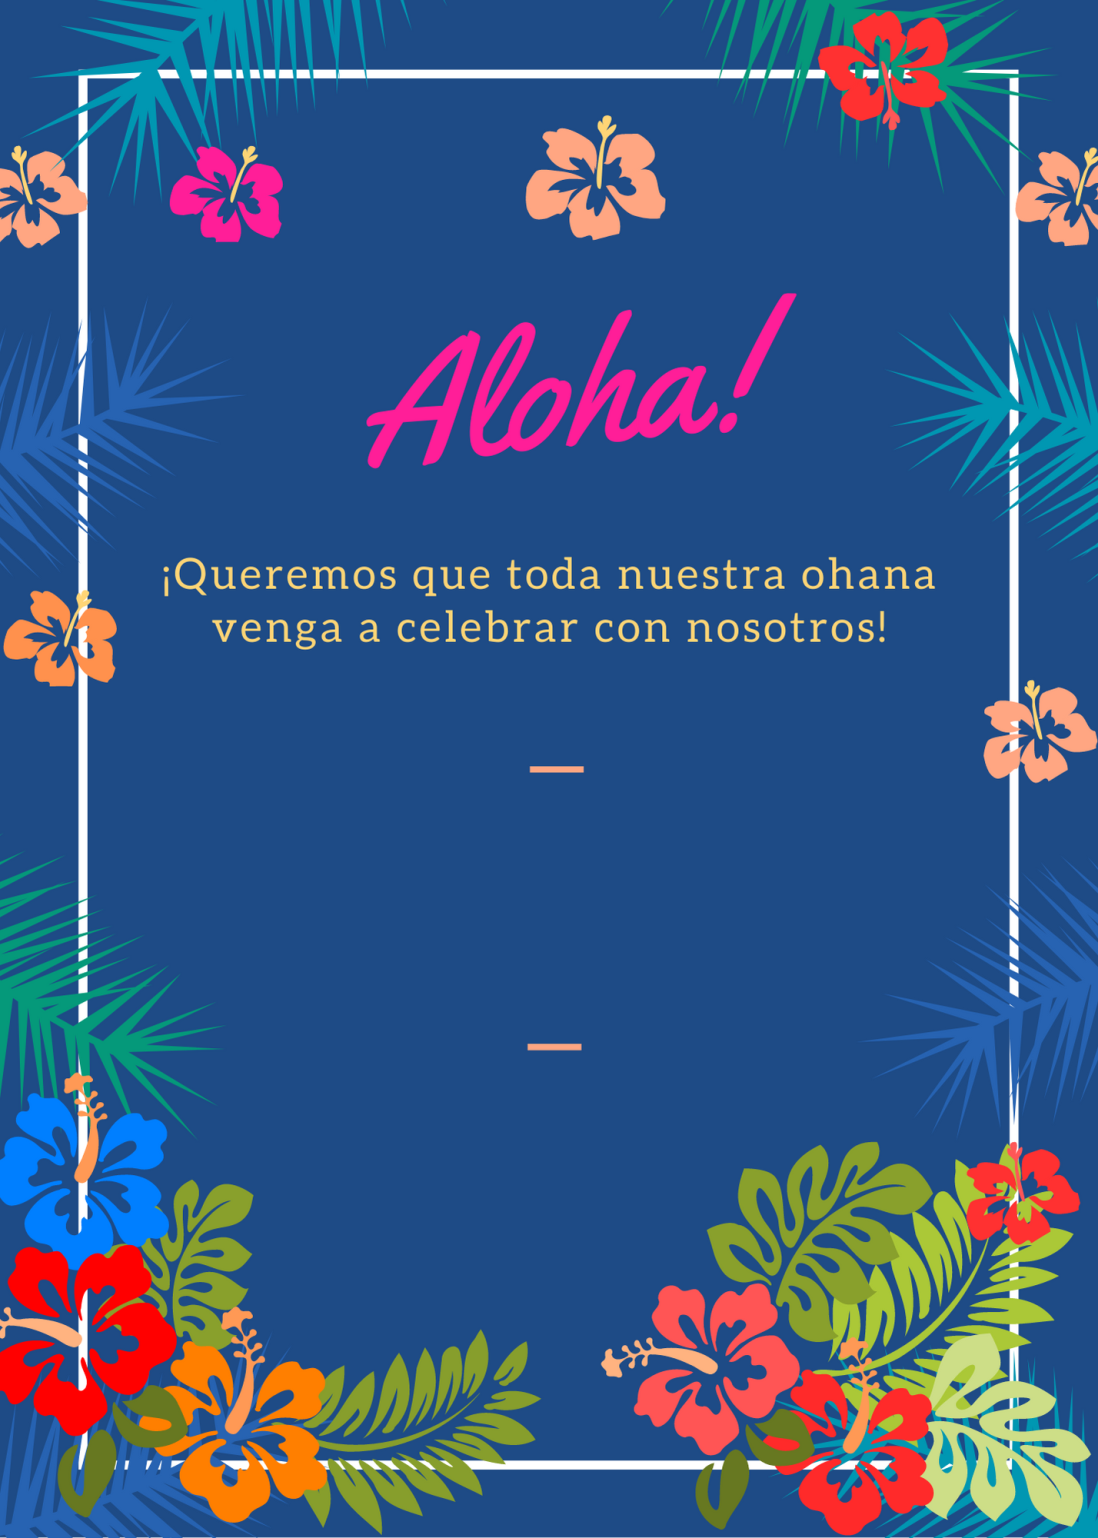 Aloha!
¡Queremos que toda nuestra ohana
venga a celebrar con nosotros!